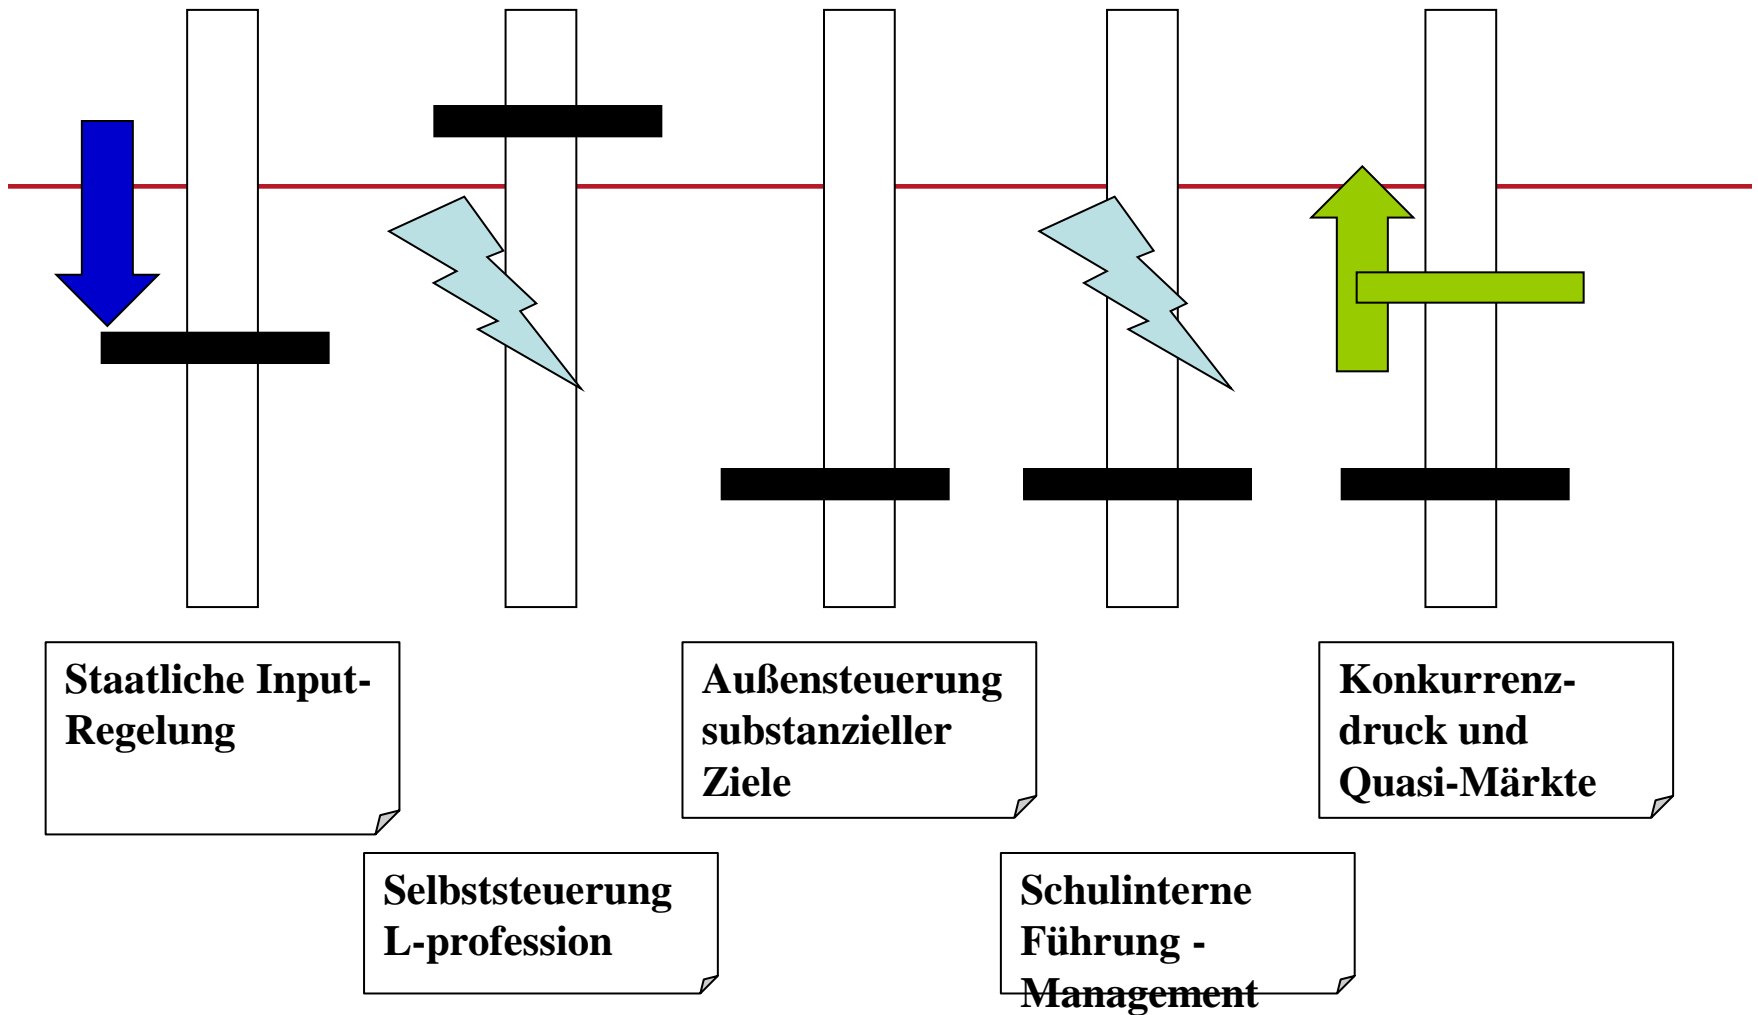 Staatliche Input-
Regelung
Selbststeuerung
L-profession
Außensteuerung
substanzieller
Ziele
Schulinterne
Führung -
Management
Konkurrenz-
druck und
Quasi-Märkte